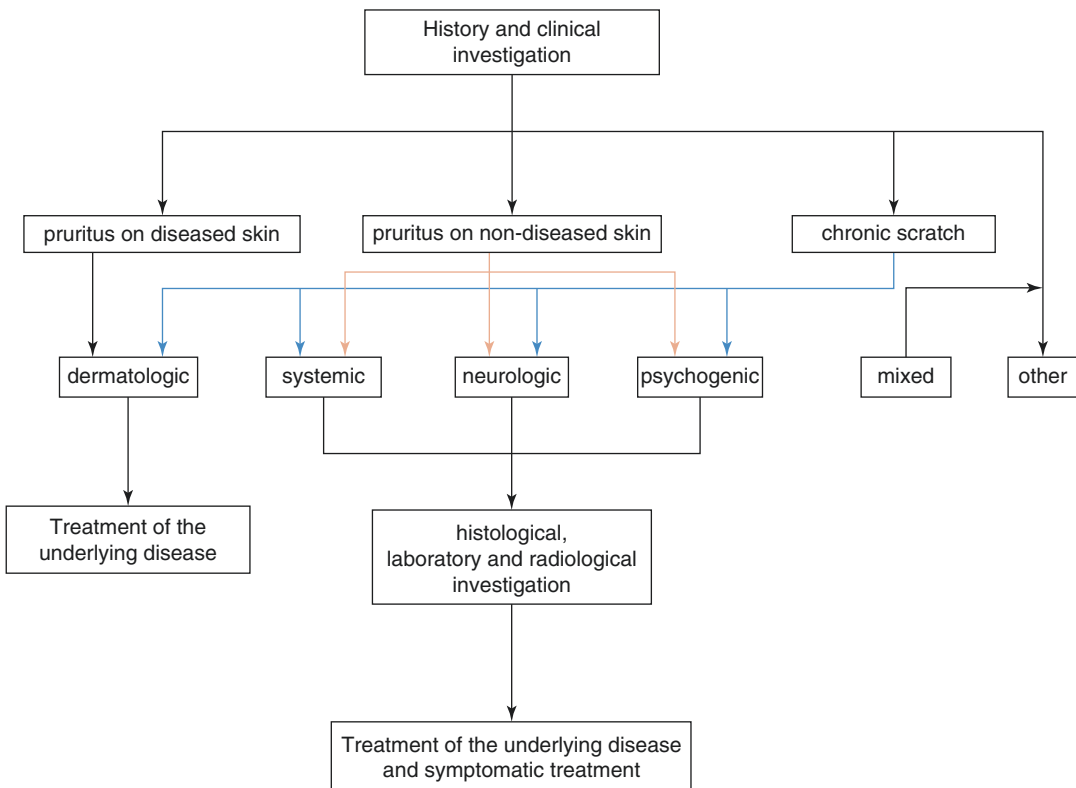 History and clinical
investigation
pruritus on diseased skin
pruritus on non-diseased skin
chronic scratch
dermatologic
systemic
neurologic
psychogenic
mixed
other
Treatment of the
underlying disease
histological,
laboratory and radiological
investigation
Treatment of the underlying disease
and symptomatic treatment